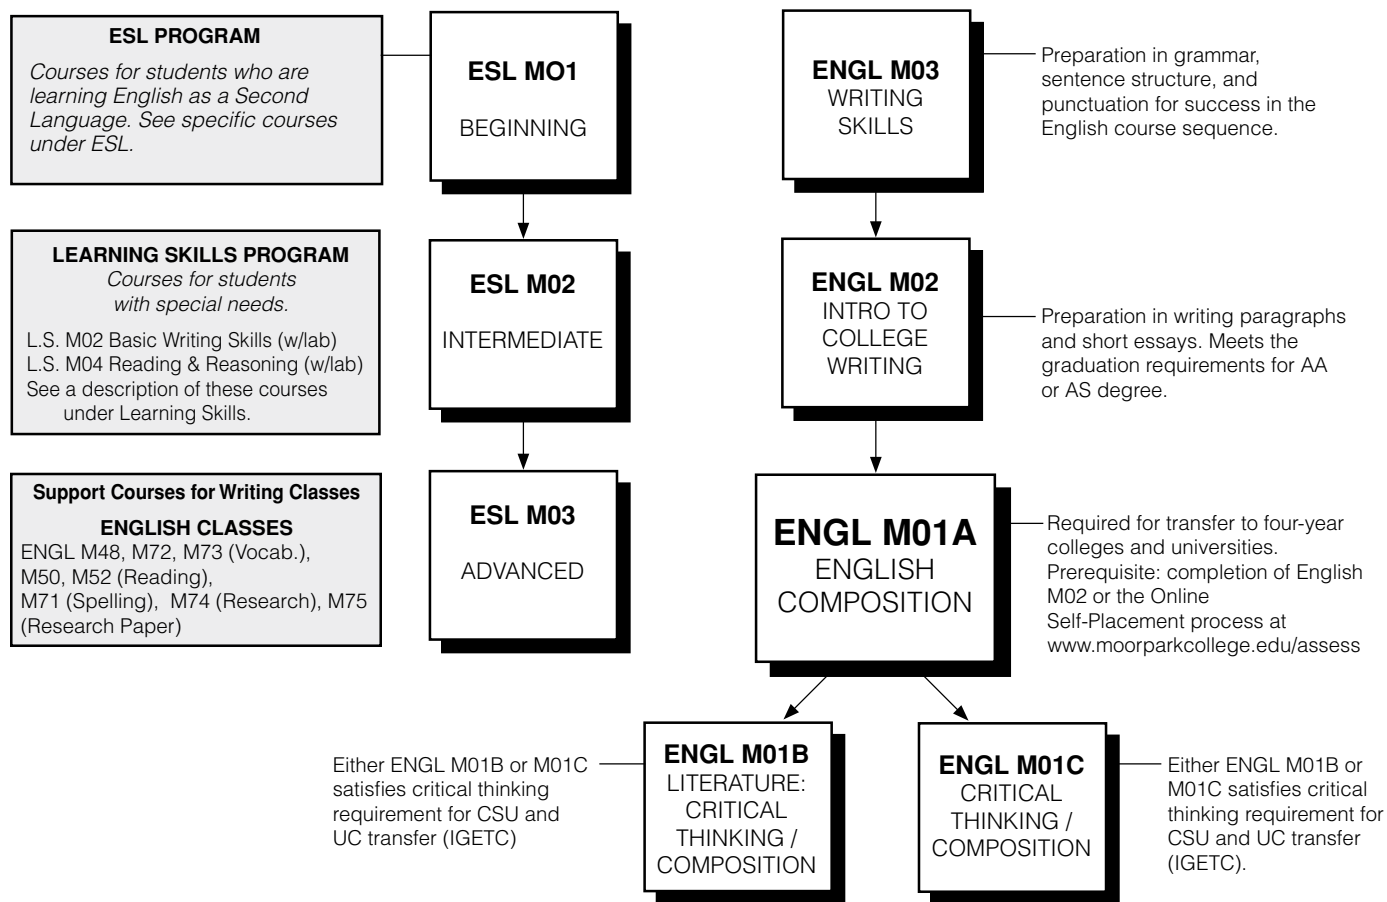 ESL PROGRAM
Courses for students who are
learning English as a Second
Language. See specific courses
under ESL.
ESL MO1
BEGINNING
ENGL M03
WRITING
SKILLS
Preparation in grammar,
sentence structure, and
punctuation for success in the
English course sequence.
LEARNING SKILLS PROGRAM
Courses for students
with special needs.
L.S. M02 Basic Writing Skills (w/lab)
L.S. M04 Reading & Reasoning (w/lab)
See a description of these courses
under Learning Skills.
ESL M02
INTERMEDIATE
ENGL M02
INTRO TO
COLLEGE
WRITING
Preparation in writing paragraphs
and short essays. Meets the
graduation requirements for AA
or AS degree.
Support Courses for Writing Classes
ENGLISH CLASSES
ENGL M48, M72, M73 (Vocab.),
M50, M52 (Reading),
M71 (Spelling), M74 (Research), M75
(Research Paper)
ESL M03
ADVANCED
ENGL M01A
ENGLISH
COMPOSITION
Required for transfer to four-year
colleges and universities.
Prerequisite: completion of English
M02 or the Online
Self-Placement process at
www.moorparkcollege.edu/assess
Either ENGL M01B or M01C
satisfies critical thinking
requirement for CSU and
UC transfer (IGETC)
ENGL M01B
LITERATURE:
CRITICAL
THINKING /
COMPOSITION
ENGL M01C
CRITICAL
THINKING /
COMPOSITION
Either ENGL M01B or
M01C satisfies critical
thinking requirement for
CSU and UC transfer
(IGETC).